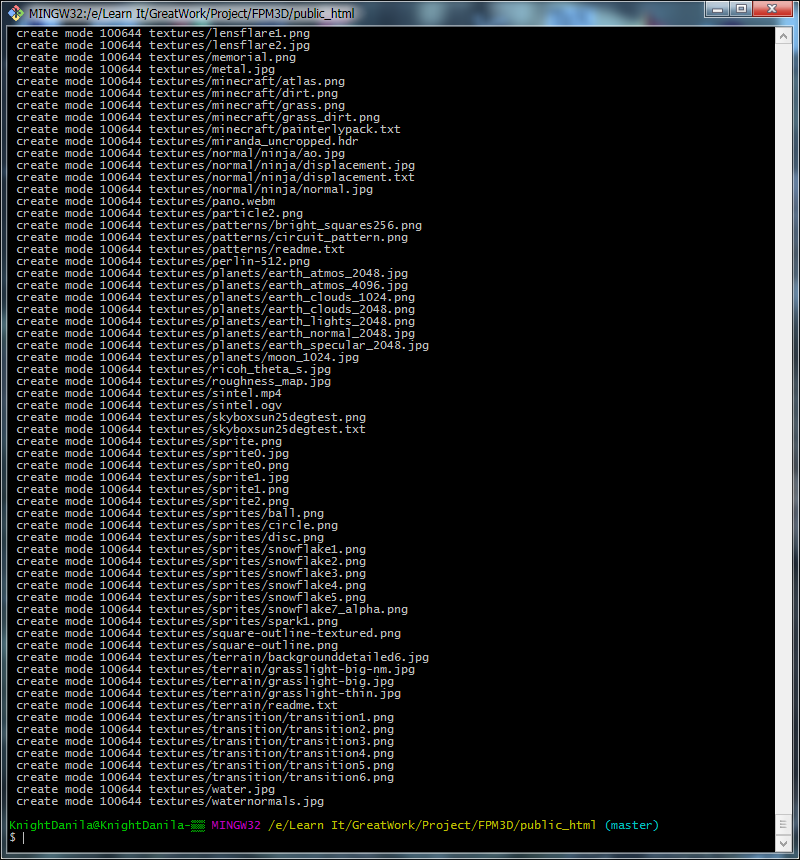 MINGW32:/e/Learn It/GreatWork/Project/FPM3D/public_html
create mode 100644 textures/lensflare1.png
create mode 100644 textures/lensflare2.jpg
create mode 100644 textures/memorial.png
create mode 100644 textures/metal.jpg
create mode 100644 textures/minecraft/atlas.png
create mode 100644 textures/minecraft/dirt.png
create mode 100644 textures/minecraft/grass.png
create mode 100644 textures/minecraft/grass_dirt.png
create mode 100644 textures/minecraft/painterlypack.txt
create mode 100644 textures/miranda_uncropped.hdr
create mode 100644 textures/normal/ninja/ao.jpg
create mode 100644 textures/normal/ninja/displacement.jpg
create mode 100644 textures/normal/ninja/displacement.txt
create mode 100644 textures/normal/ninja/normal.jpg
create mode 100644 textures/pano.webm
create mode 100644 textures/particle2.png
create mode 100644 textures/patterns/bright_squares256.png
create mode 100644 textures/patterns/circuit_pattern.png
create mode 100644 textures/patterns/readme.txt
create mode 100644 textures/perlin-512.png
create mode 100644 textures/planets/earth_atmos_2048.jpg
create mode 100644 textures/planets/earth_atmos_4096.jpg
create mode 100644 textures/planets/earth_clouds_1024.png
create mode 100644 textures/planets/earth_clouds_2048.png
create mode 100644 textures/planets/earth_lights_2048.png
create mode 100644 textures/planets/earth_normal_2048.jpg
create mode 100644 textures/planets/earth_specular_2048.jpg
create mode 100644 textures/planets/moon_1024.jpg
create mode 100644 textures/ricoh_theta_s.jpg
create mode 100644 textures/roughness_map.jpg
create mode 100644 textures/sintel.mp4
create mode 100644 textures/sintel.ogv
create mode 100644 textures/skyboxsun25degtest.png
create mode 100644 textures/skyboxsun25degtest.txt
create mode 100644 textures/sprite.png
create mode 100644 textures/sprite0.jpg
create mode 100644 textures/sprite0.png
create mode 100644 textures/sprite1.jpg
create mode 100644 textures/sprite1.png
create mode 100644 textures/sprite2.png
create mode 100644 textures/sprites/ball.png
create mode 100644 textures/sprites/circle.png
create mode 100644 textures/sprites/disc.png
create mode 100644 textures/sprites/snowflake1.png
create mode 100644 textures/sprites/snowflake2.png
create mode 100644 textures/sprites/snowflake3.png
create mode 100644 textures/sprites/snowflake4.png
create mode 100644 textures/sprites/snowflake5.png
create mode 100644 textures/sprites/snowflake7_alpha.png
create mode 100644 textures/sprites/spark1.png
create mode 100644 textures/square-outline-textured.png
create mode 100644 textures/square-outline.png
create mode 100644 textures/terrain/backgrounddetailed6.jpg
create mode 100644 textures/terrain/grasslight-big-nm.jpg
create mode 100644 textures/terrain/grasslight-big.jpg
create mode 100644 textures/terrain/grasslight-thin.jpg
create mode 100644 textures/terrain/readme.txt
create mode 100644 textures/transition/transition1.png
create mode 100644 textures/transition/transition2.png
create mode 100644 textures/transition/transition3.png
create mode 100644 textures/transition/transition4.png
create mode 100644 textures/transition/transition5.png
create mode 100644 textures/transition/transition6.png
create mode 100644 textures/water.jpg
create mode 100644 textures/waternormals.jpg
KnightDanila@KnightDanila-▒▒ MINGW32 /e/Learn It/GreatWork/Project/FPM3D/public_html (master)
$